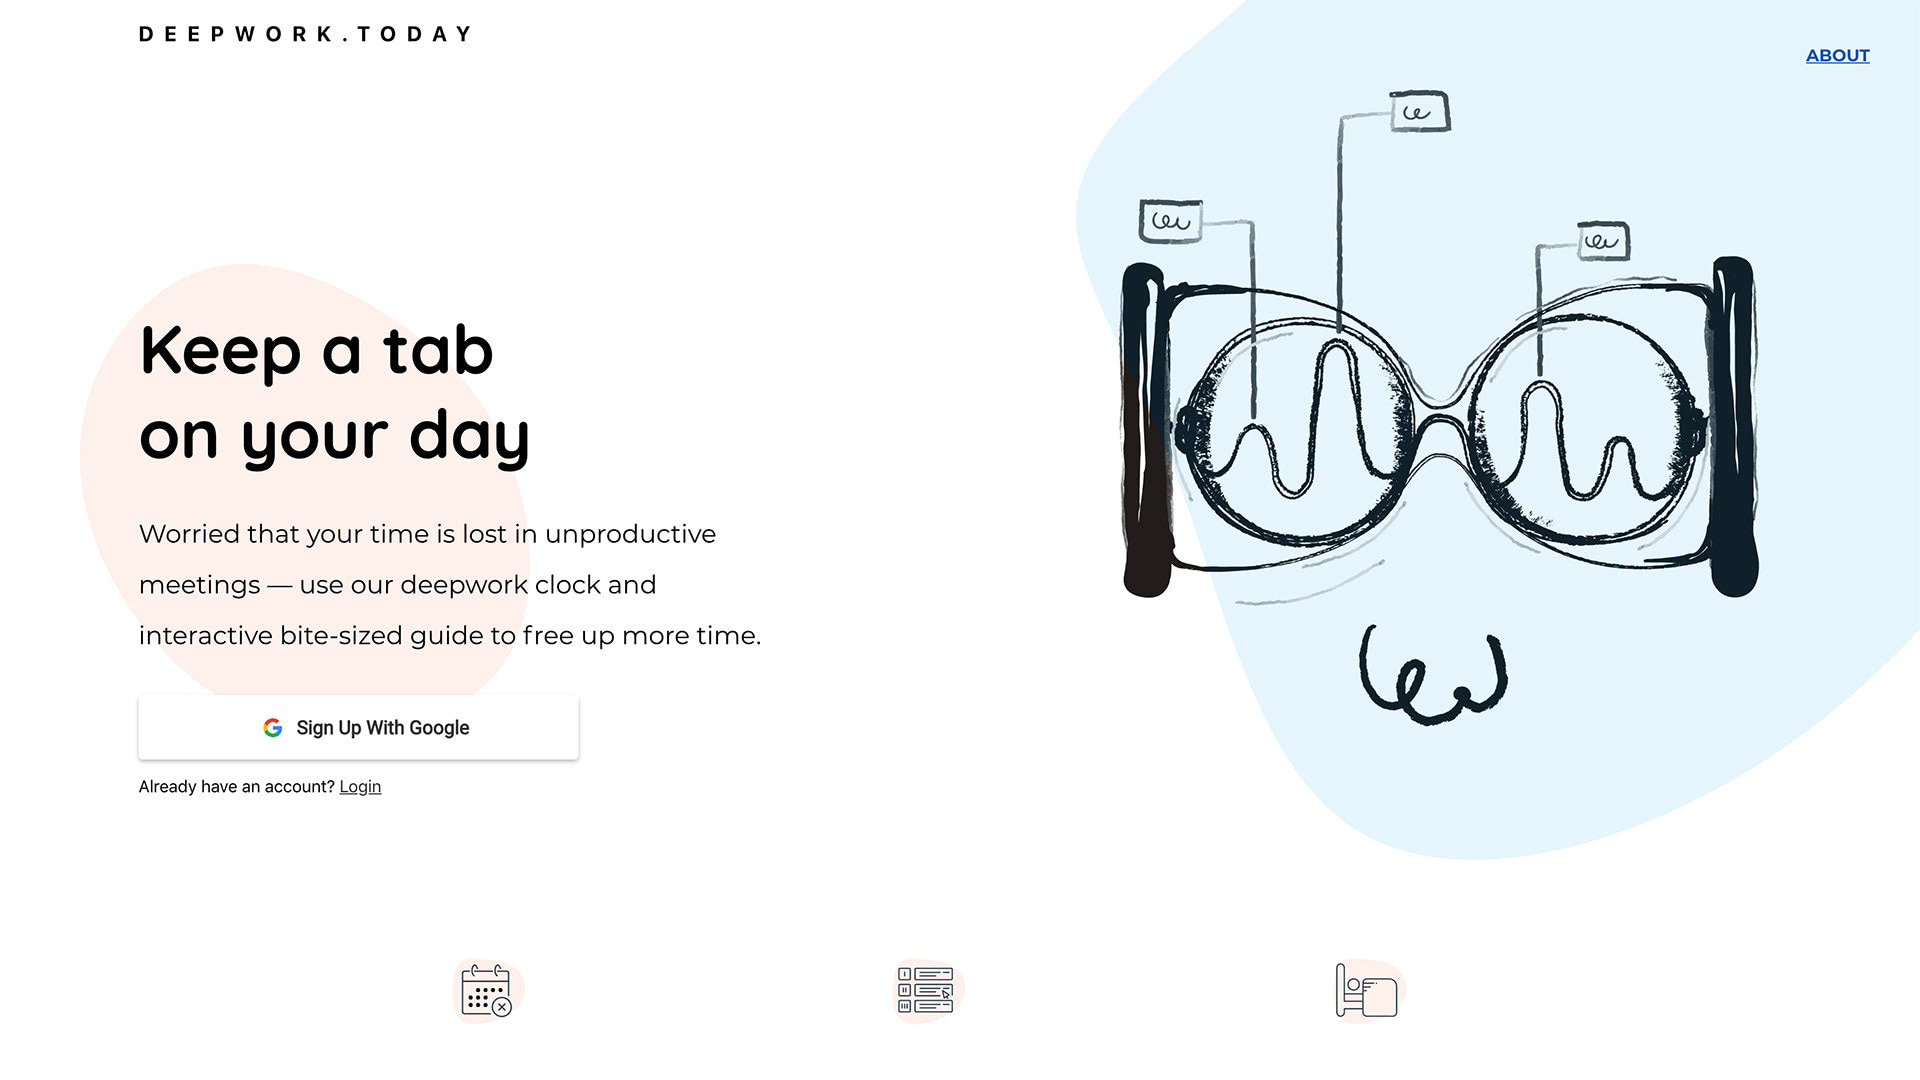 DEEPWORK.TODAY
ABOUT
Keep a tab
on your day
Worried that your time is lost in unproductive
meetings — use our deepwork clock and
interactive bite-sized guide to free up more time.
Sign Up With Google
Already have an account? Login